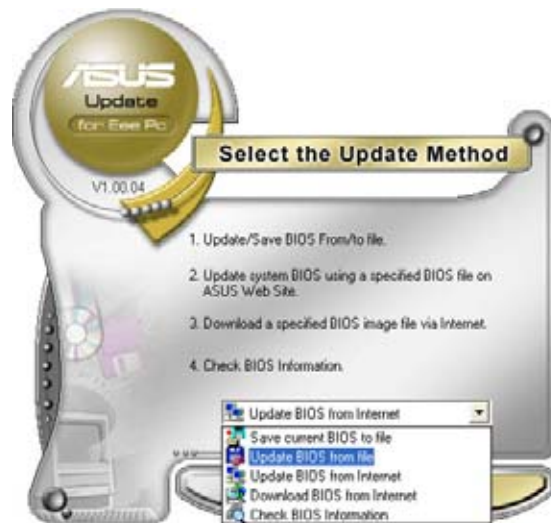 ASUS
Update
for Eee Pc
V1.00.04
Select the Update Method
1. Update/Save BIOS From/to file.
2. Update system BIOS using a specified BIOS file on
ASUS Web Site.
3. Download a specified BIOS image file via Internet.
4. Check BIOS Information.
Update BIOS from Internet
Save current BIOS to file
Update BIOS from file
Update BIOS from Internet
Download BIOS from Internet
Check BIOS Information